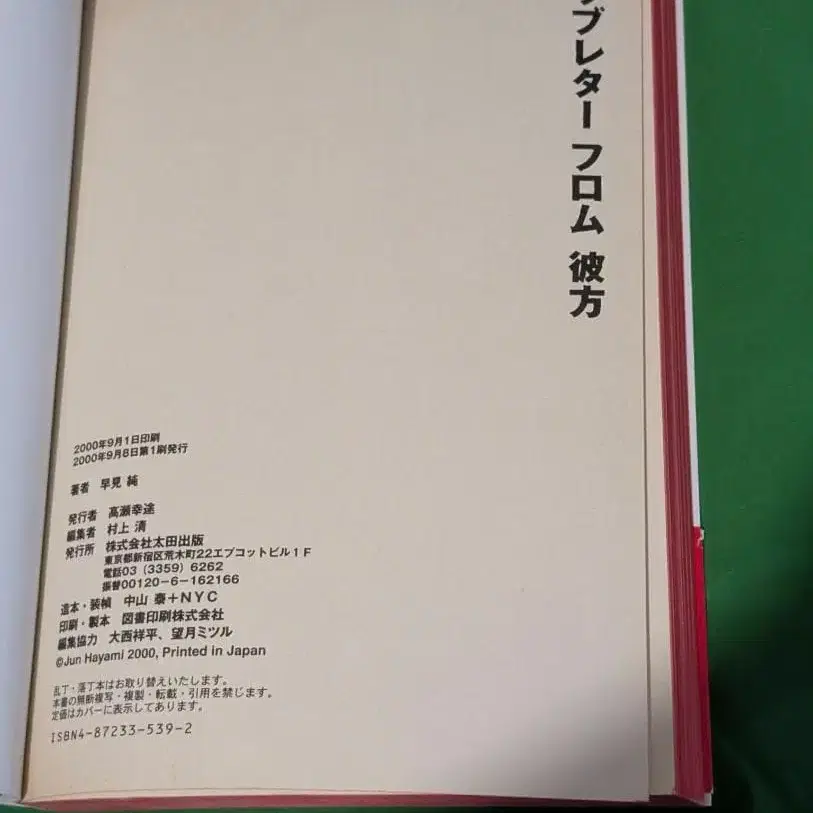 ブレター フロム 彼方
2000年9月1日印刷
2000年9月8日第1刷発行
著者 早見 純
発行者 高瀬幸途
編集者 村上 清
発行所 株式会社太田出版
東京都新宿区荒木町22エプコットビル1F
電話03(3359)6262
振替00120-6-162166
造本・装幀 中山 泰+NYC
印刷・製本 図書印刷株式会社
編集協力 大西祥平、望月ミツル
©Jun Hayami 2000, Printed in Japan
乱丁・落丁本はお取り替えいたします。
本書の無断複写・複製・転載・引用を禁じます。
定価はカバーに表示してあります。
ISBN4-87233-539-2